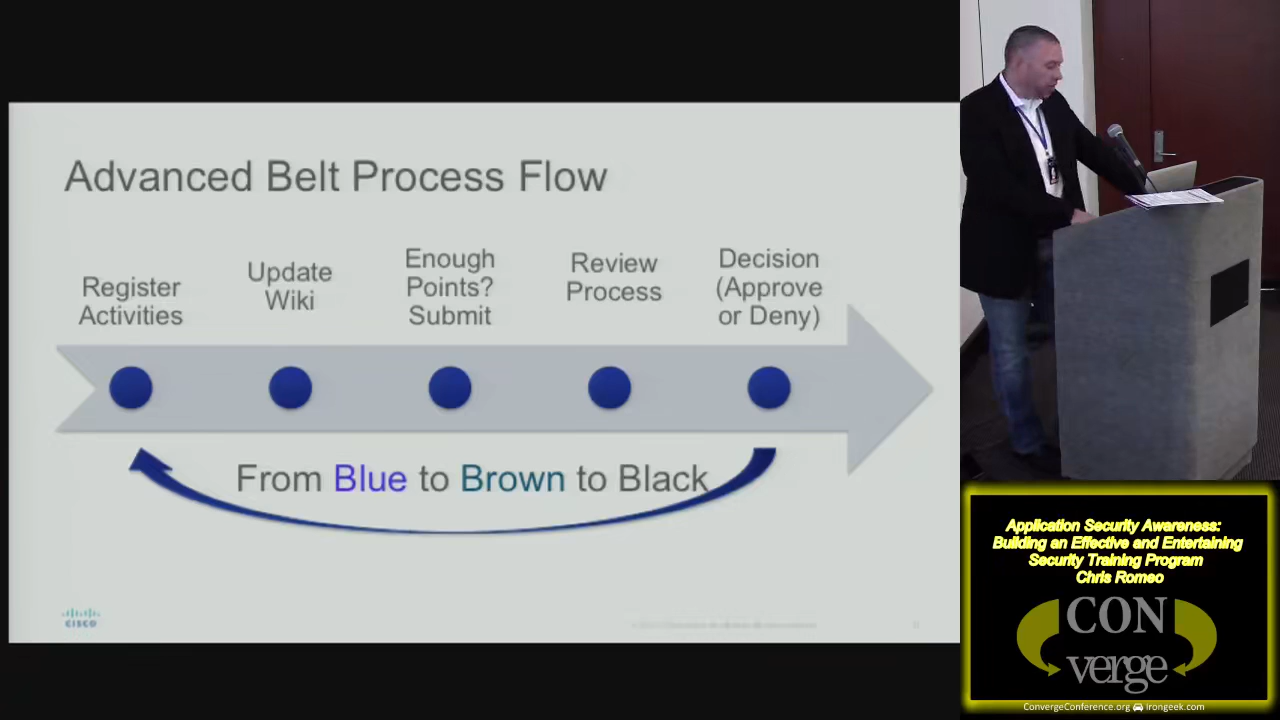 Advanced Belt Process Flow
Register
Activities
Update
Wiki
Enough
Points?
Submit
Review
Process
Decision
(Approve
or Deny)
From Blue to Brown to Black
CISCO
Application Security Awareness:
Building an Effective and Entertaining
Security Training Program
Chris Romeo
CON
verge
ConvergeConference.org irongeek.com